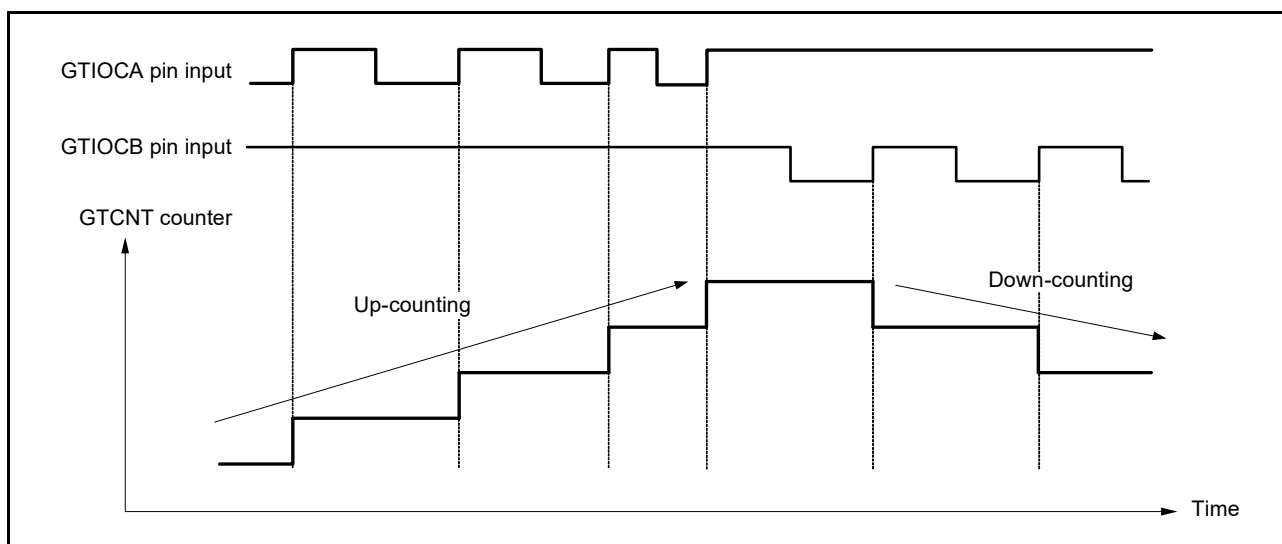 GTIOCA pin input
GTIOCB pin input
GTCNT counter
Up-counting
Down-counting
Time